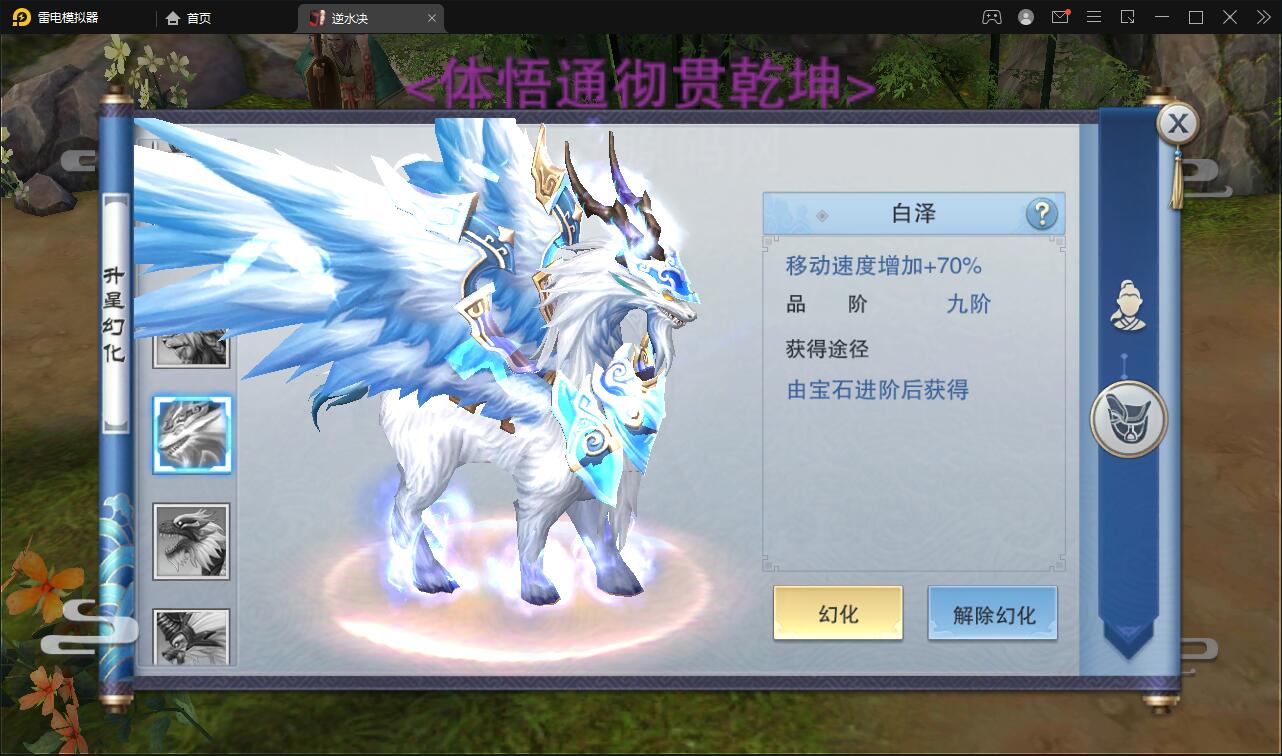 雷电模拟器
首页
逆水决
<体悟通彻贯乾坤>
升星幻化
白泽
?
移动速度增加+70%
品 阶 九阶
获得途径
由宝石进阶后获得
幻化
解除幻化